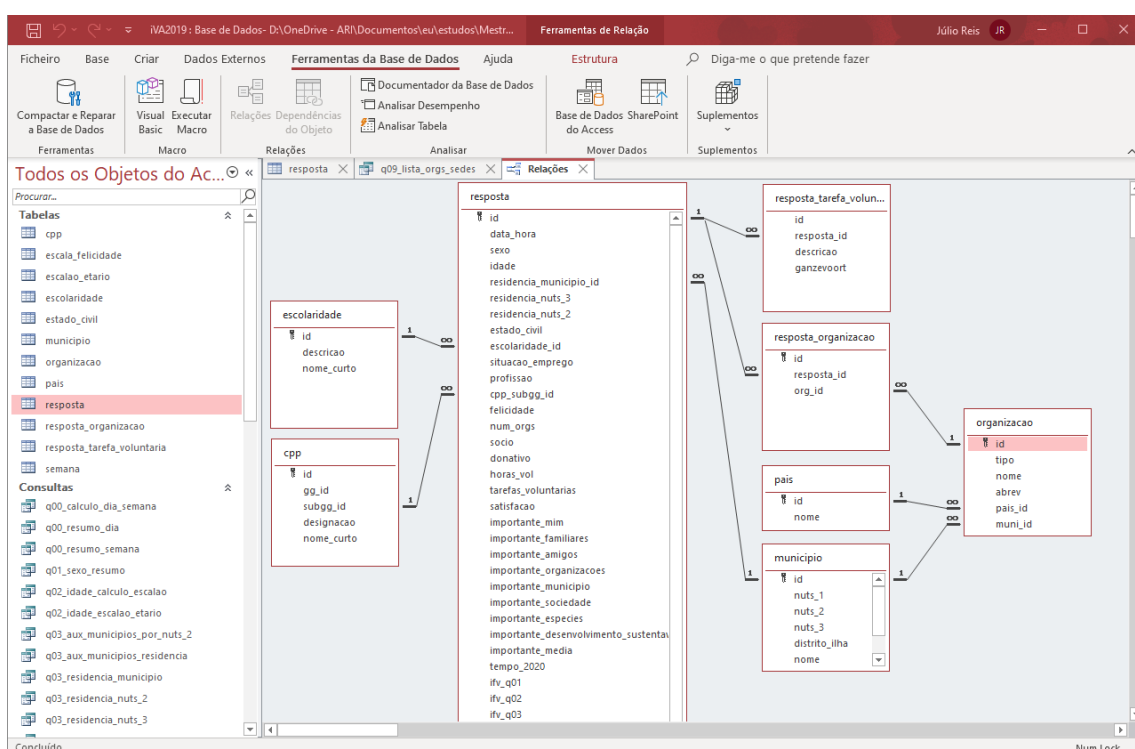 iVA2019 : Base de Dados- D:\OneDrive - ARI\Documentos\eu\estudos\Mestr...
Ferramentas de Relação
Júlio Reis
JR
Ficheiro Base Criar Dados Externos Ferramentas da Base de Dados Ajuda Estrutura Diga-me o que pretende fazer
Compactar e Reparar
a Base de Dados
Visual
Basic
Executar
Macro
Relações
Dependências
do Objeto
Documentador da Base de Dados
Analisar Desempenho
Analisar Tabela
Base de Dados
do Access
SharePoint
Suplementos
Ferramentas Macro Relações Analisar Mover Dados Suplementos
Todos os Objetos do Ac...
Procurar...
Tabelas
cpp
escala_felicidade
escalao_etario
escolaridade
estado_civil
municipio
organizacao
pais
resposta
resposta_organizacao
resposta_tarefa_voluntaria
semana
Consultas
q00_calculo_dia_semana
q00_resumo_dia
q00_resumo_semana
q01_sexo_resumo
q02_idade_calculo_escalao
q02_idade_escalao_etario
q03_aux_municipios_por_nuts_2
q03_aux_municipios_residencia
q03_residencia_municipio
q03_residencia_nuts_2
q03_residencia_nuts_3
resposta
q09_lista_orgs_sedes
Relações
escolaridade
id
descricao
nome_curto
1
∞
cpp
id
gg_id
subgg_id
designacao
nome_curto
1
∞
resposta
id
data_hora
sexo
idade
residencia_municipio_id
residencia_nuts_3
residencia_nuts_2
estado_civil
escolaridade_id
situacao_emprego
profissao
cpp_subgg_id
felicidade
num_orgs
socio
donativo
horas_vol
tarefas_voluntarias
satisfacao
importante_mim
importante_familiares
importante_amigos
importante_organizacoes
importante_municipio
importante_sociedade
importante_especies
importante_desenvolvimento_sustentav
importante_media
tempo_2020
ifv_q01
ifv_q02
ifv_q03
1
∞
∞
∞
1
resposta_tarefa_volun...
id
resposta_id
descricao
ganzevoort
resposta_organizacao
id
resposta_id
org_id
∞
1
pais
id
nome
1
∞
municipio
id
nuts_1
nuts_2
nuts_3
distrito_ilha
nome
1
∞
organizacao
id
tipo
nome
abrev
pais_id
muni_id
Concluído
Num Lock